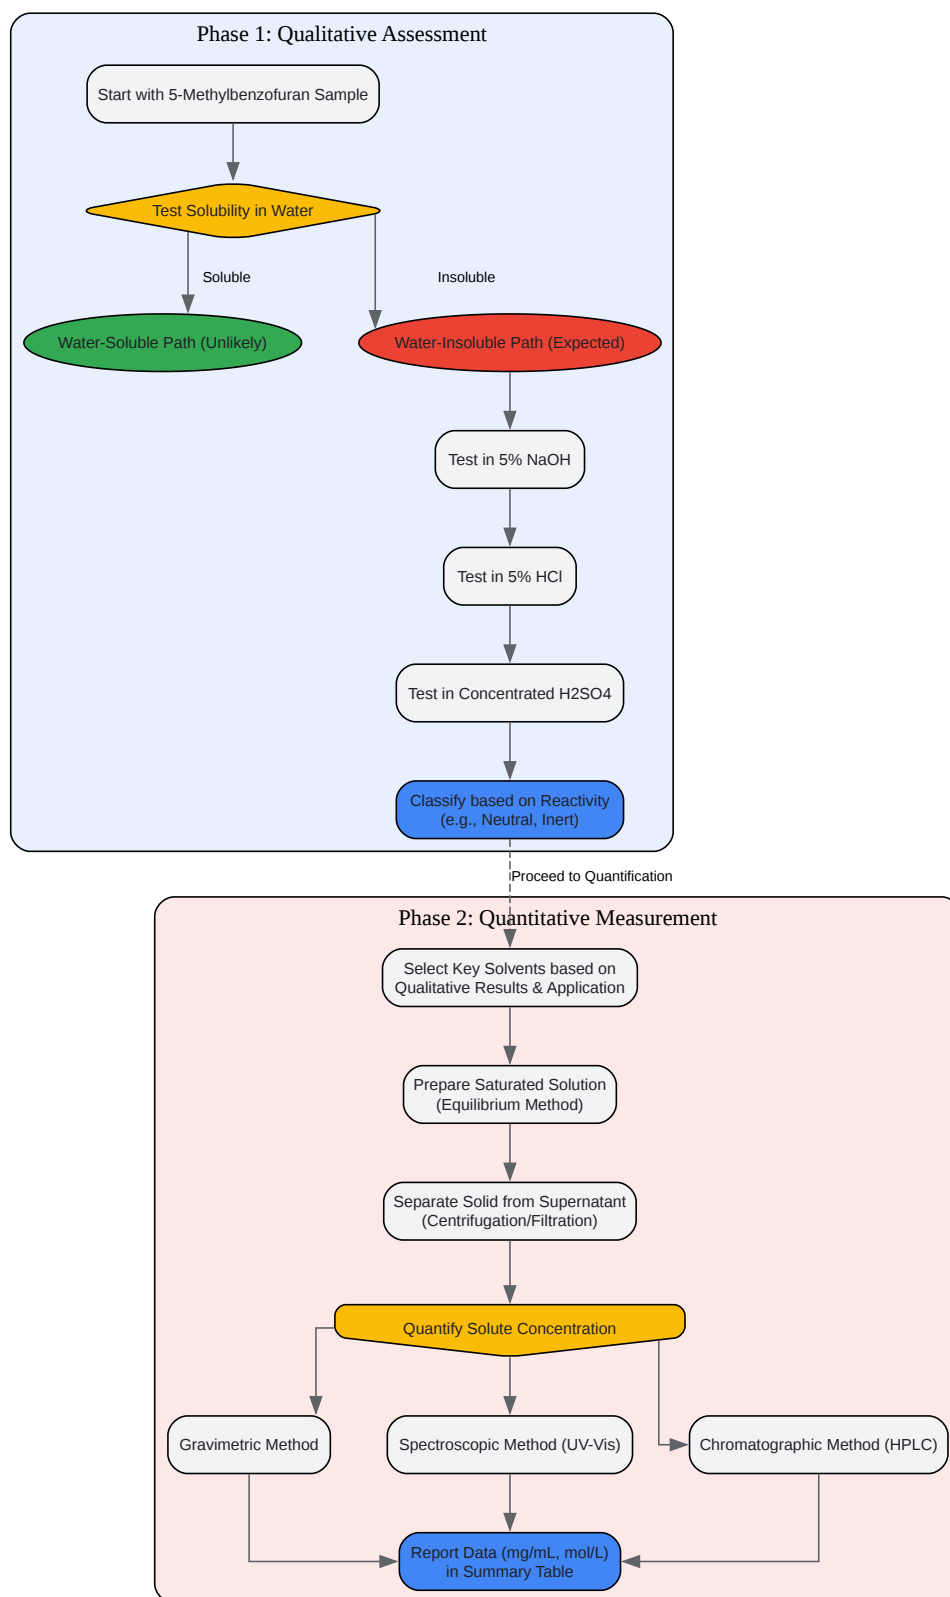 Phase 1: Qualitative Assessment
Start with 5-Methylbenzofuran Sample
Test Solubility in Water
Soluble
Insoluble
Water-Soluble Path (Unlikely)
Water-Insoluble Path (Expected)
Test in 5% NaOH
Test in 5% HCl
Test in Concentrated H2SO4
Classify based on Reactivity
(e.g., Neutral, Inert)
Proceed to Quantification
Phase 2: Quantitative Measurement
Select Key Solvents based on
Qualitative Results & Application
Prepare Saturated Solution
(Equilibrium Method)
Separate Solid from Supernatant
(Centrifugation/Filtration)
Quantify Solute Concentration
Gravimetric Method
Spectroscopic Method (UV-Vis)
Chromatographic Method (HPLC)
Report Data (mg/mL, mol/L)
in Summary Table